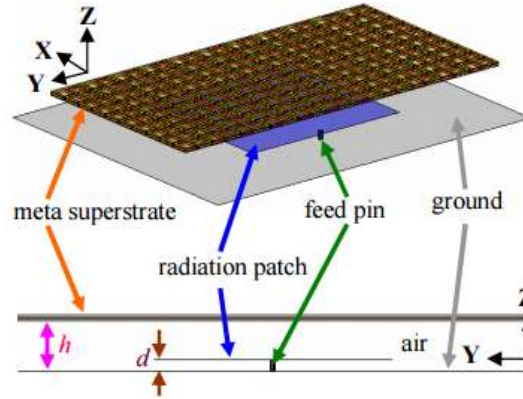 Z
X
Y
meta superstrate
feed pin
ground
radiation patch
Z
h
d
air
Y